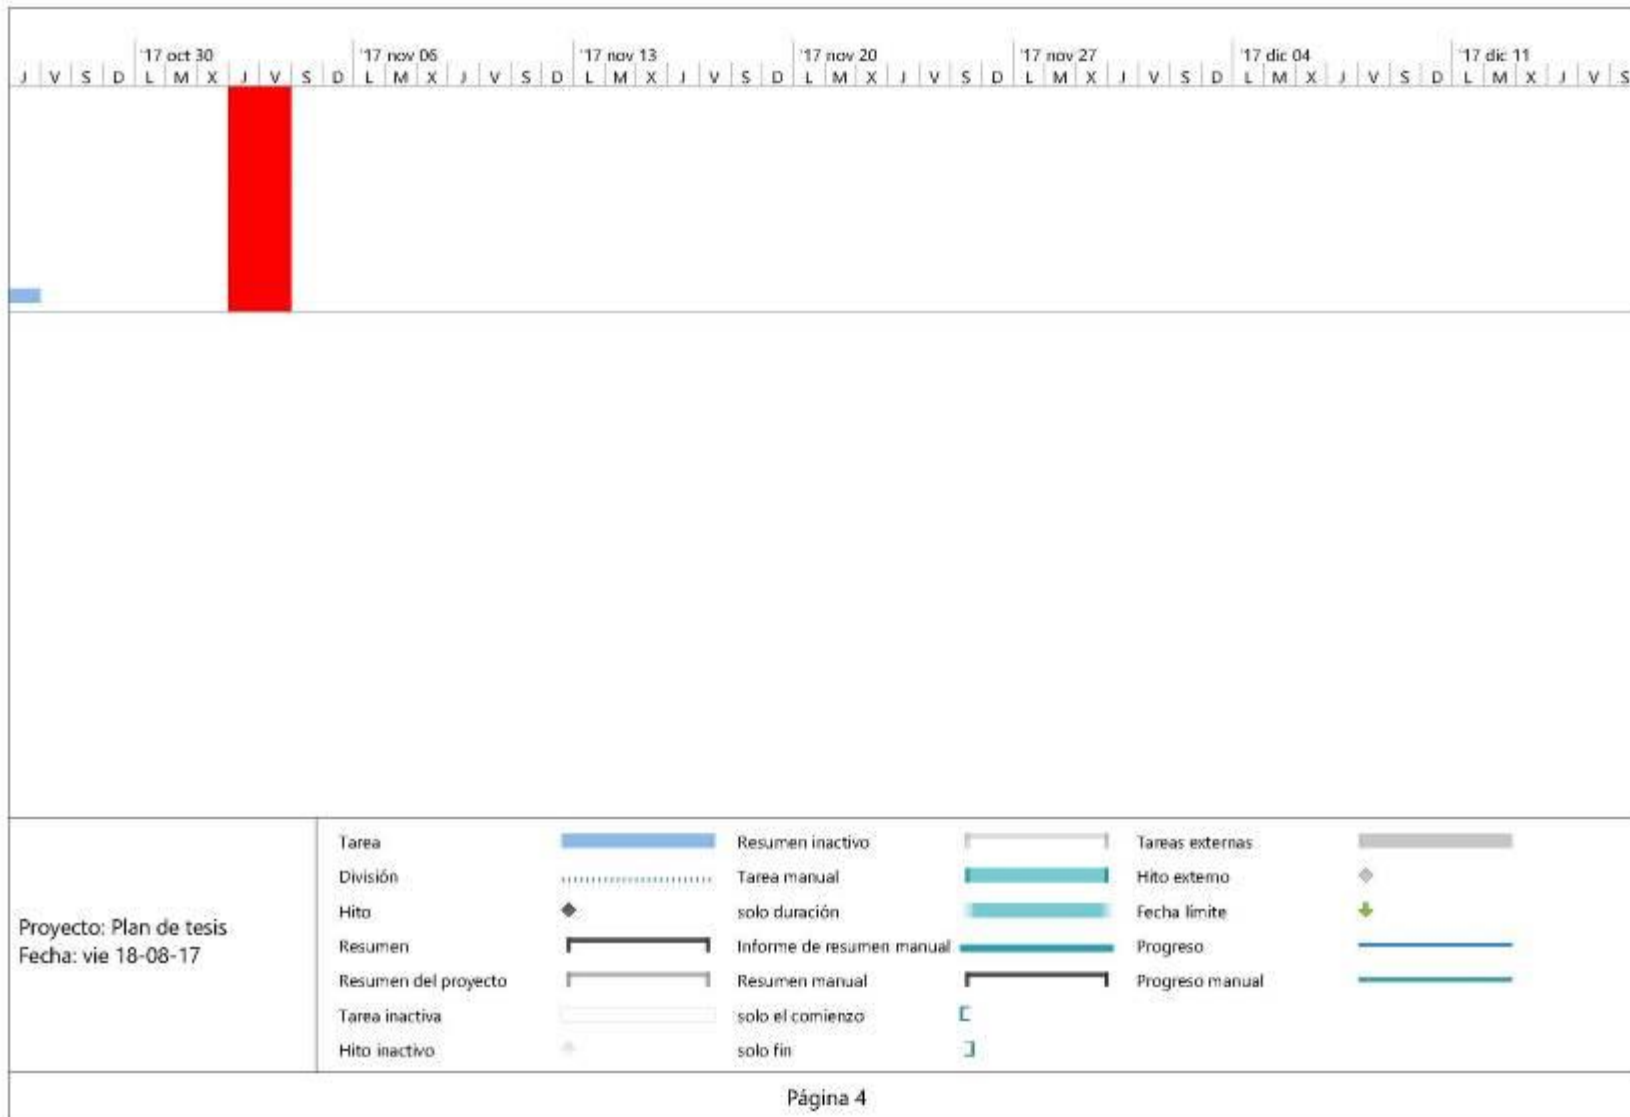 '17 oct 30 '17 nov 06 '17 nov 13 '17 nov 20 '17 nov 27 '17 dic 04 '17 dic 11
J V S D L M X J V S D L M X J V S D L M X J V S D L M X J V S D L M X J V S D L M X J V S D L M X J V S
Proyecto: Plan de tesis
Fecha: vie 18-08-17
Tarea
División
Hito
Resumen
Resumen del proyecto
Tarea inactiva
Hito inactivo
Resumen inactivo
Tarea manual
solo duración
Informe de resumen manual
Resumen manual
solo el comienzo
solo fin
Tareas externas
Hito externo
Fecha límite
Progreso
Progreso manual
Página 4